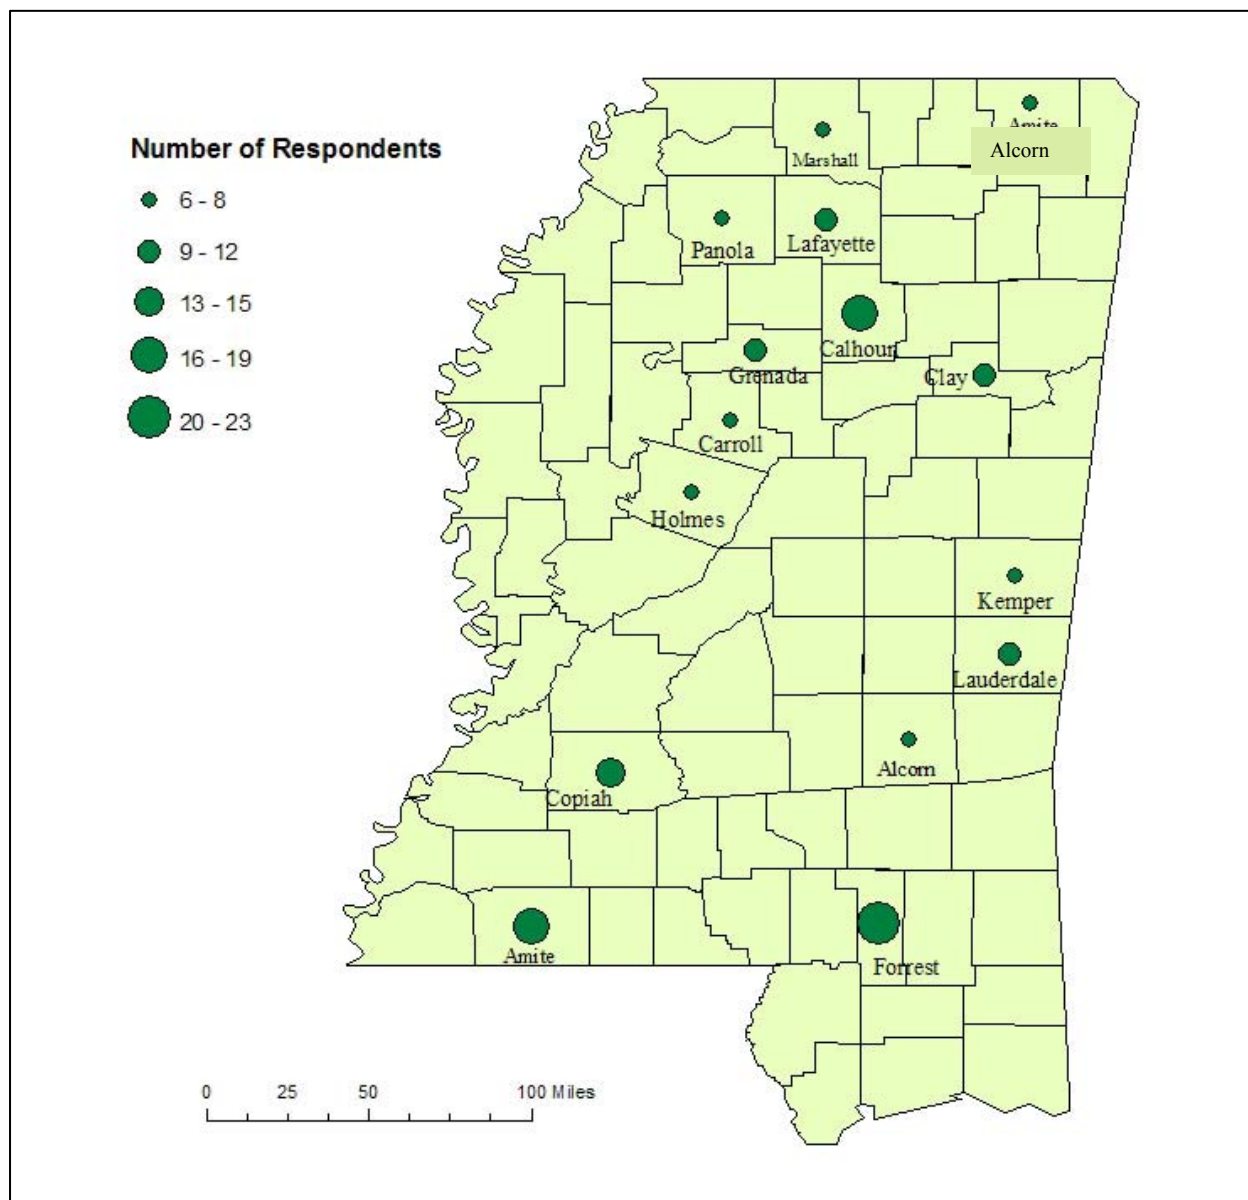 Number of Respondents
6 - 8
9 - 12
13 - 15
16 - 19
20 - 23
Amite
Alcorn
Marshall
Panola
Lafayette
Calhoun
Grenada
Clay
Carroll
Holmes
Kemper
Lauderdale
Alcorn
Copiah
Amite
Forrest
0 25 50 100 Miles